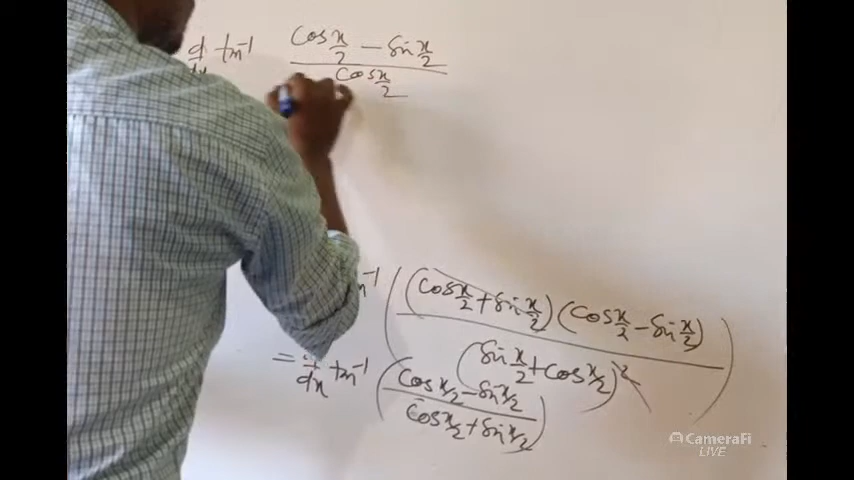 d/dx tan⁻¹ (cos x/2 − sin x/2) / (cos x/2
n⁻¹ ((cos x/2 + sin x/2)(cos x/2 − sin x/2) / (sin x/2 + cos x/2)²)
= d/dx tan⁻¹ ((cos x/2 − sin x/2) / (cos x/2 + sin x/2))
CameraFi
LIVE